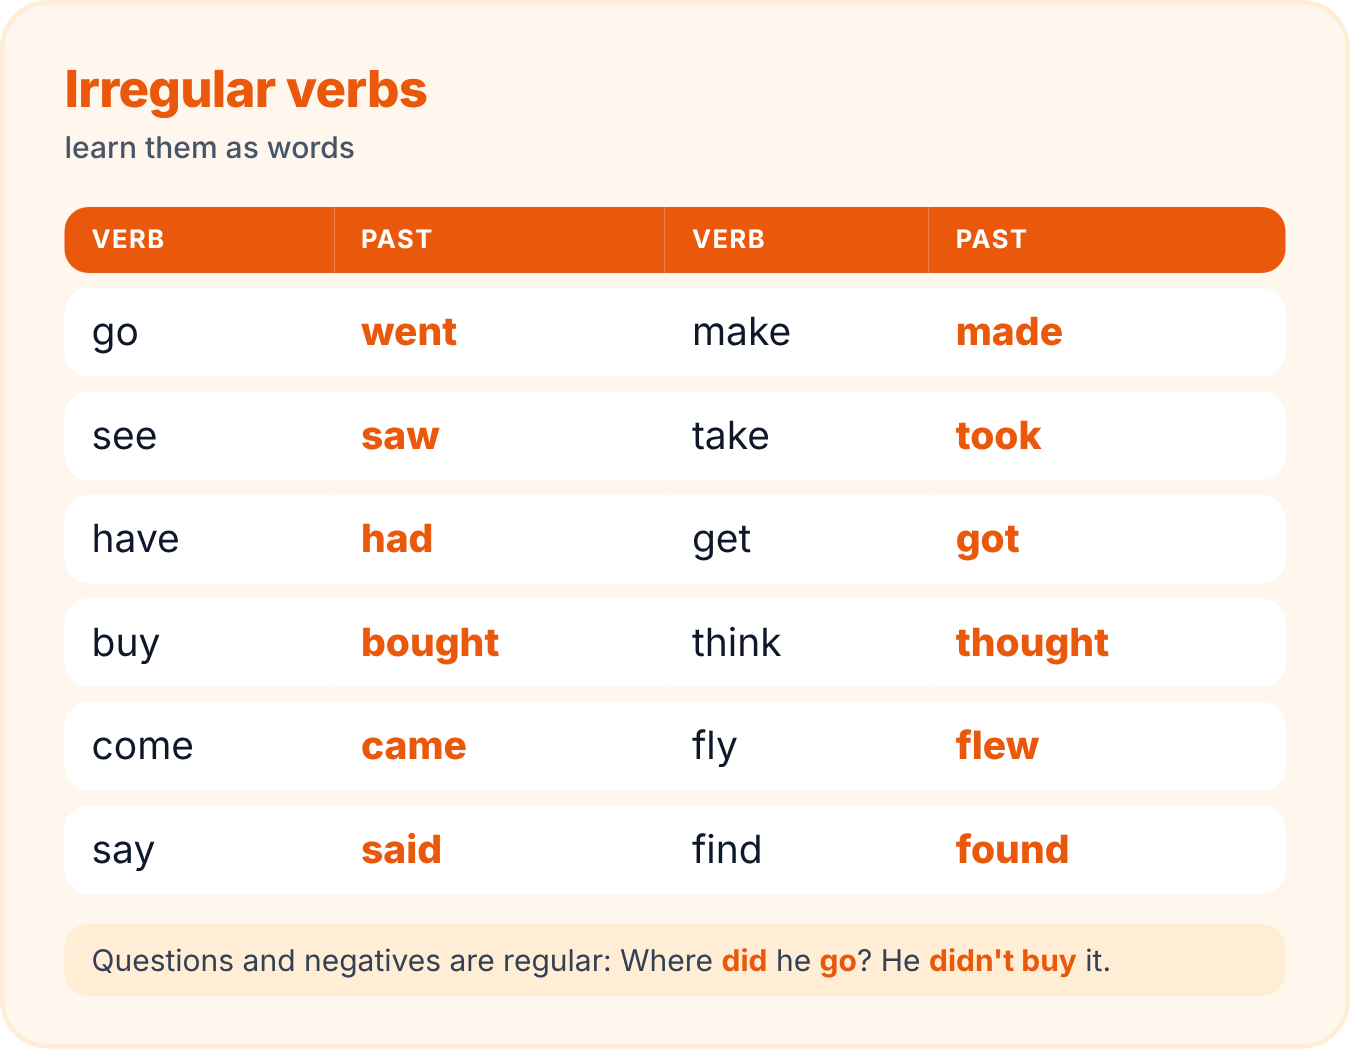 Irregular verbs
learn them as words
VERB PAST VERB PAST
go went make made
see saw take took
have had get got
buy bought think thought
come came fly flew
say said find found
Questions and negatives are regular: Where did he go? He didn't buy it.